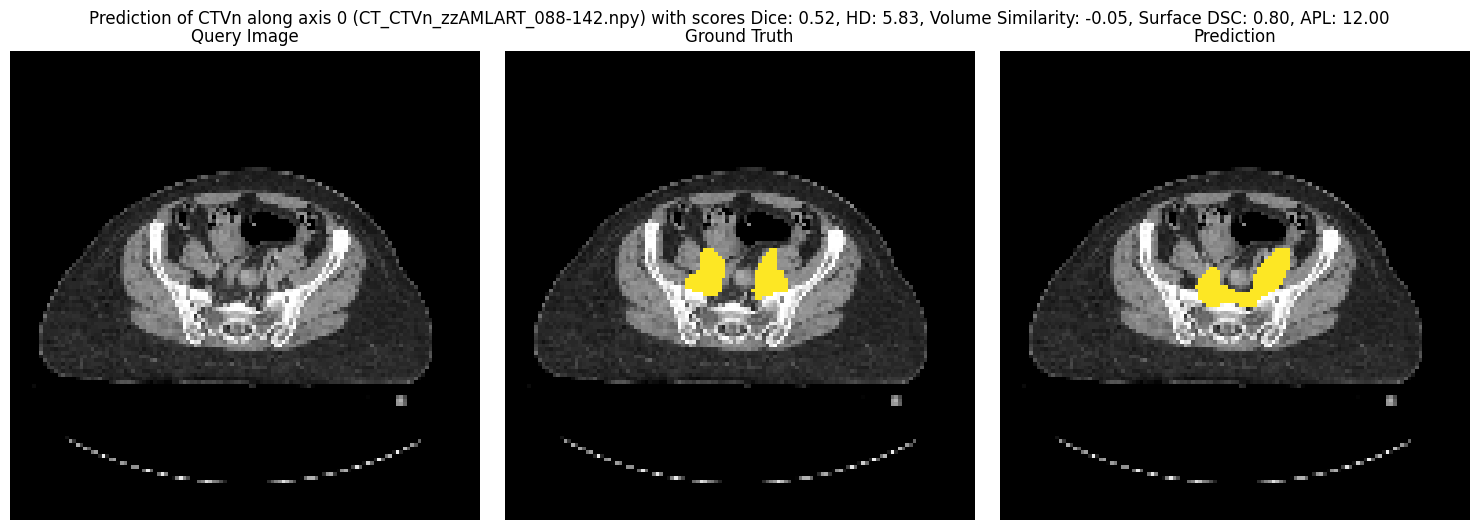 Prediction of CTVn along axis 0 (CT_CTVn_zzAMLART_088-142.npy) with scores Dice: 0.52, HD: 5.83, Volume Similarity: -0.05, Surface DSC: 0.80, APL: 12.00
Query Image
Ground Truth
Prediction